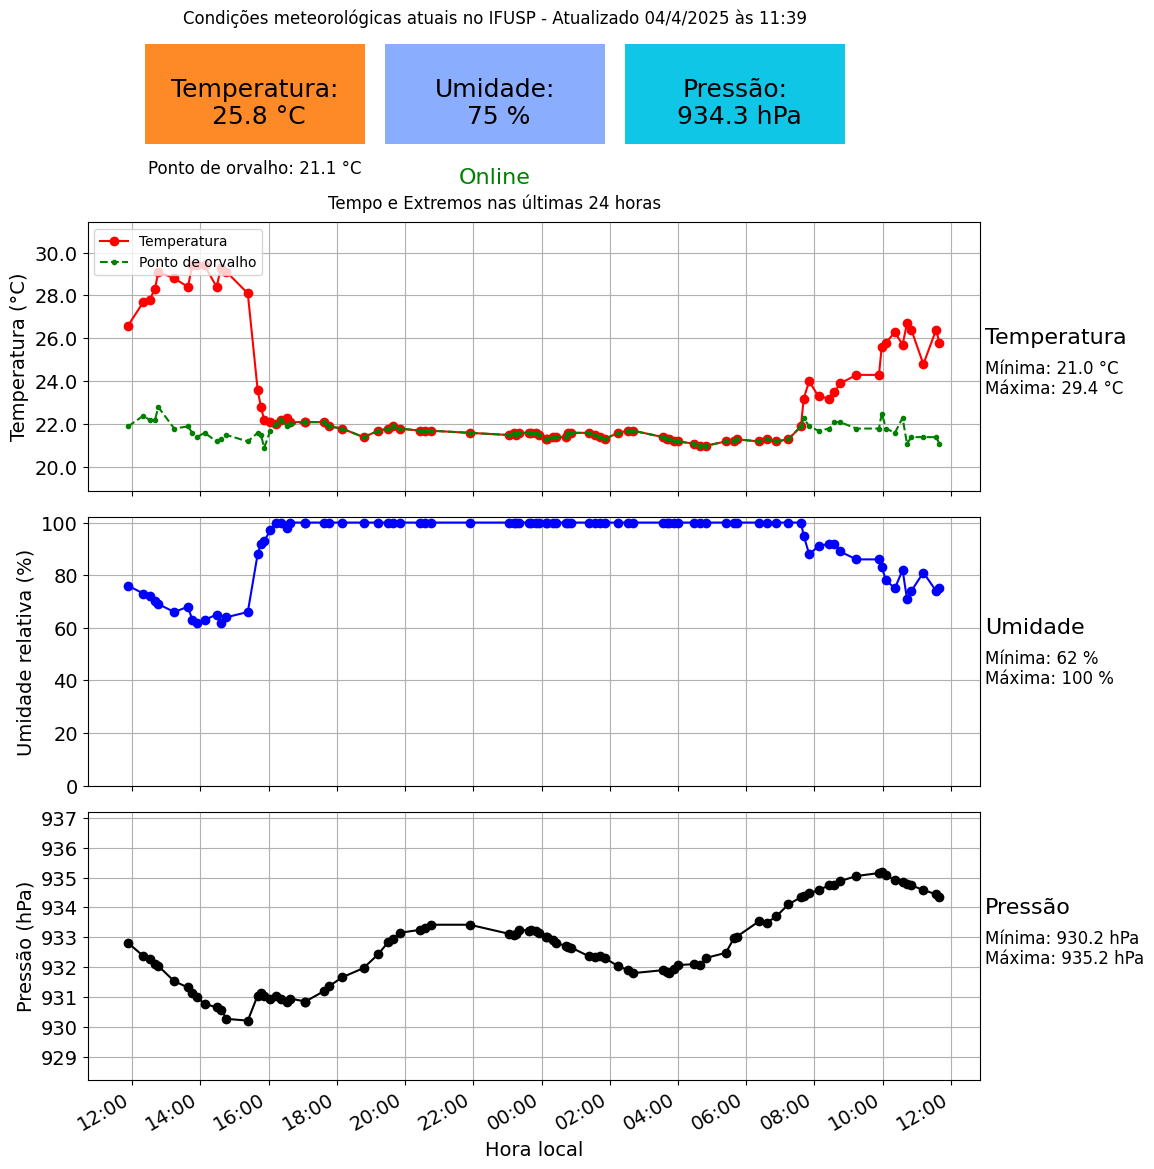 Condições meteorológicas atuais no IFUSP - Atualizado 04/4/2025 às 11:39
Temperatura:
25.8 °C
Umidade:
75 %
Pressão:
934.3 hPa
Ponto de orvalho: 21.1 °C
Online
Tempo e Extremos nas últimas 24 horas
Temperatura (°C)
30.0
28.0
26.0
24.0
22.0
20.0
Temperatura
Ponto de orvalho
Temperatura
Mínima: 21.0 °C
Máxima: 29.4 °C
Umidade relativa (%)
100
80
60
40
20
0
Umidade
Mínima: 62 %
Máxima: 100 %
Pressão (hPa)
937
936
935
934
933
932
931
930
929
Pressão
Mínima: 930.2 hPa
Máxima: 935.2 hPa
12:00 14:00 16:00 18:00 20:00 22:00 00:00 02:00 04:00 06:00 08:00 10:00 12:00
Hora local